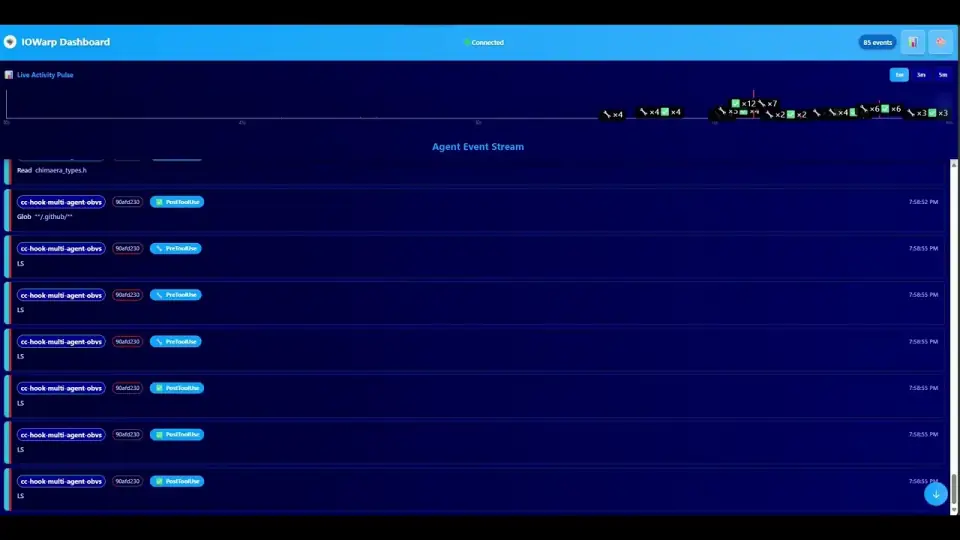 IOWarp Dashboard
Connected
85 events
Live Activity Pulse
1m 3m 5m
×12 ×7
×4 ×4 ×4 ×2 ×2 ×4 ×6 ×6 ×3 ×3
Agent Event Stream
Read chimaera_types.h
cc-hook-multi-agent-obvs 90afd230 PostToolUse 7:58:52 PM
Glob **/.github/**
cc-hook-multi-agent-obvs 90afd230 PreToolUse 7:58:55 PM
LS
cc-hook-multi-agent-obvs 90afd230 PreToolUse 7:58:55 PM
LS
cc-hook-multi-agent-obvs 90afd230 PreToolUse 7:58:55 PM
LS
cc-hook-multi-agent-obvs 90afd230 PostToolUse 7:58:55 PM
LS
cc-hook-multi-agent-obvs 90afd230 PostToolUse 7:58:55 PM
LS
cc-hook-multi-agent-obvs 90afd230 PostToolUse 7:58:55 PM
LS